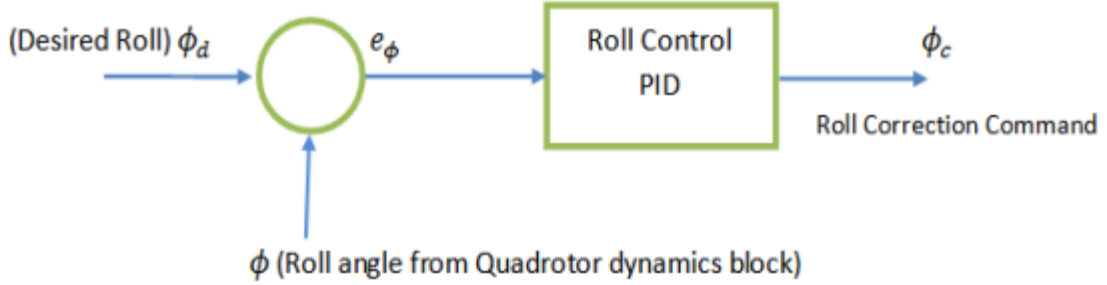 (Desired Roll) ϕd
eϕ
Roll Control
PID
ϕc
Roll Correction Command
ϕ (Roll angle from Quadrotor dynamics block)